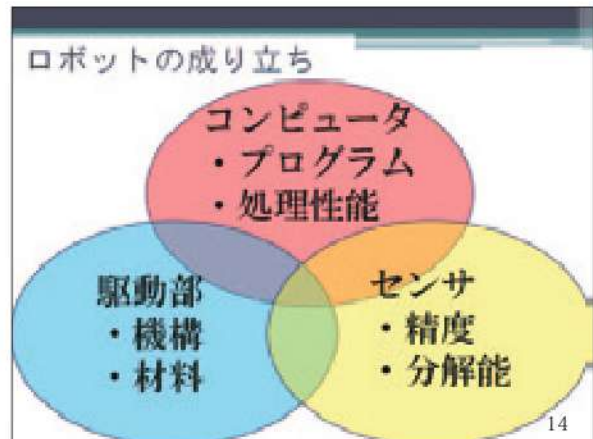 ロボットの成り立ち
コンピュータ
・プログラム
・処理性能
駆動部
・機構
・材料
センサ
・精度
・分解能
14